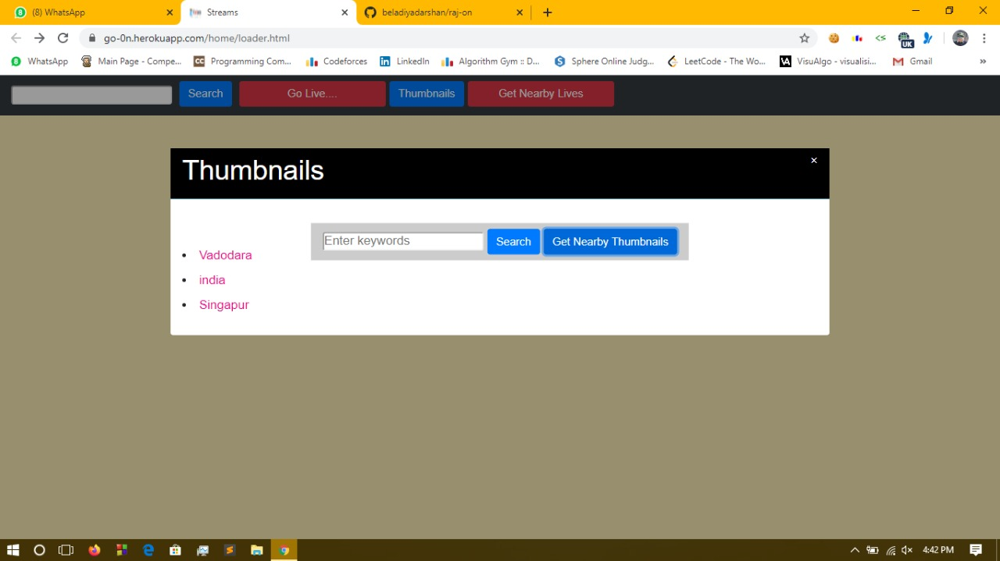 (8) WhatsApp
Streams
beladiyadarshan/raj-on
go-0n.herokuapp.com/home/loader.html
UK
WhatsApp
Main Page - Compe...
Programming Com...
Codeforces
LinkedIn
Algorithm Gym :: D...
Sphere Online Judg...
LeetCode - The Wo...
VisuAlgo - visualisi...
Gmail
Search
Go Live....
Thumbnails
Get Nearby Lives
Thumbnails
×
Enter keywords
Search
Get Nearby Thumbnails
Vadodara
india
Singapur
4:42 PM